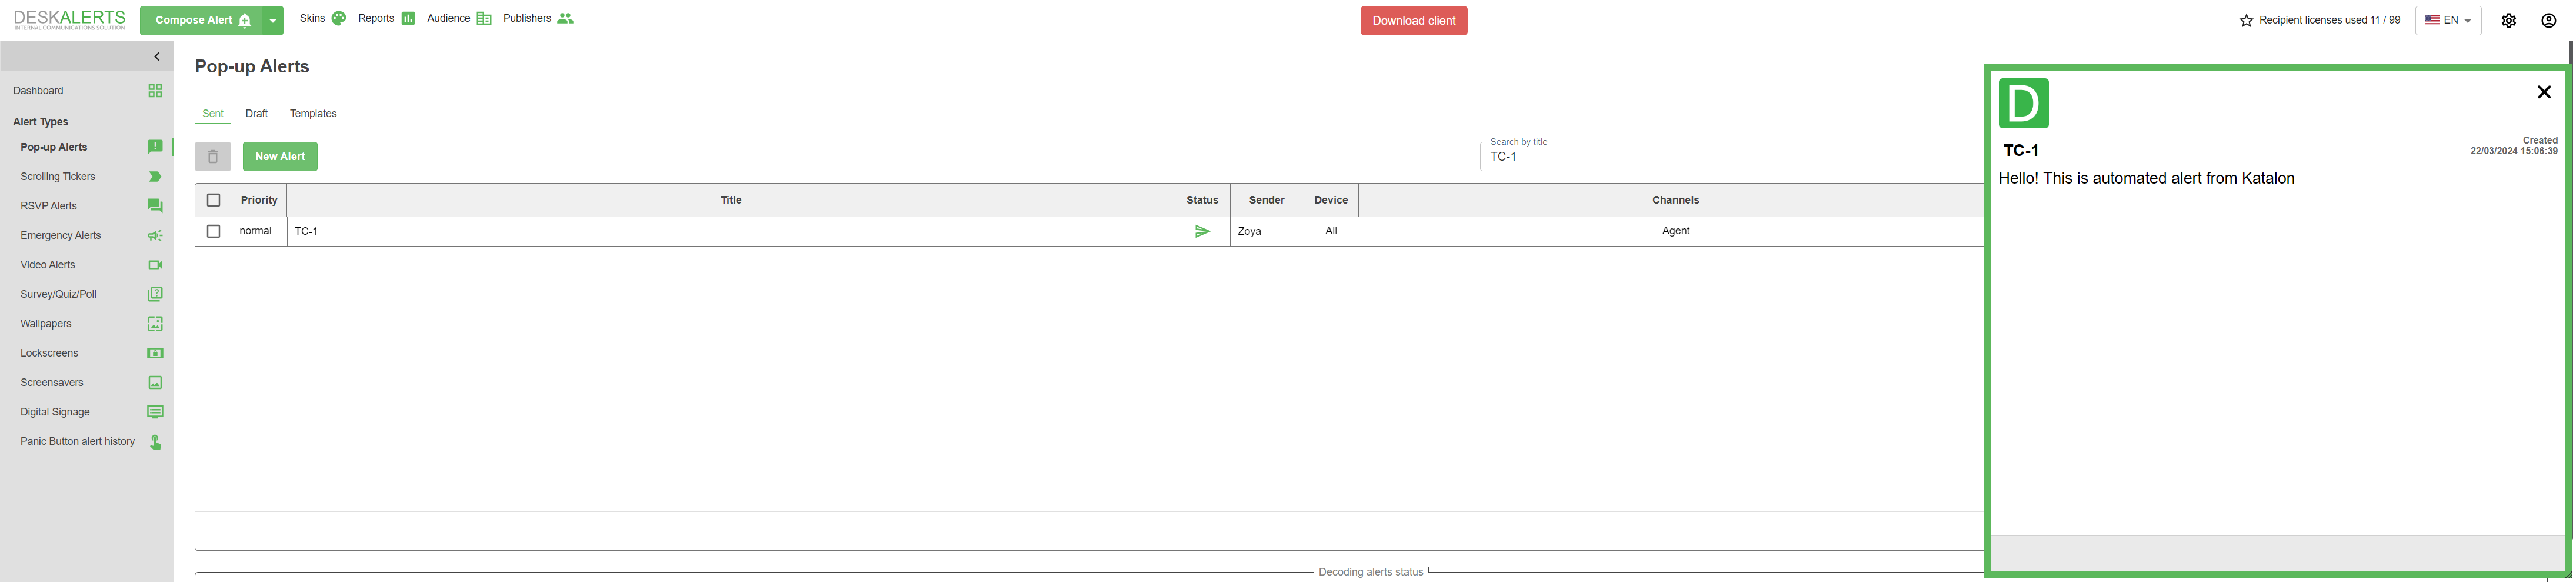 DESKALERTS
INTERNAL COMMUNICATIONS SOLUTION
Compose Alert
Skins
Reports
Audience
Publishers
Download client
Recipient licenses used 11 / 99
EN
Dashboard
Alert Types
Pop-up Alerts
Scrolling Tickers
RSVP Alerts
Emergency Alerts
Video Alerts
Survey/Quiz/Poll
Wallpapers
Lockscreens
Screensavers
Digital Signage
Panic Button alert history
Pop-up Alerts
Sent Draft Templates
New Alert
Search by title
TC-1
Priority Title Status Sender Device Channels
normal TC-1 Zoya All Agent
Decoding alerts status
D
Created
22/03/2024 15:06:39
TC-1
Hello! This is automated alert from Katalon